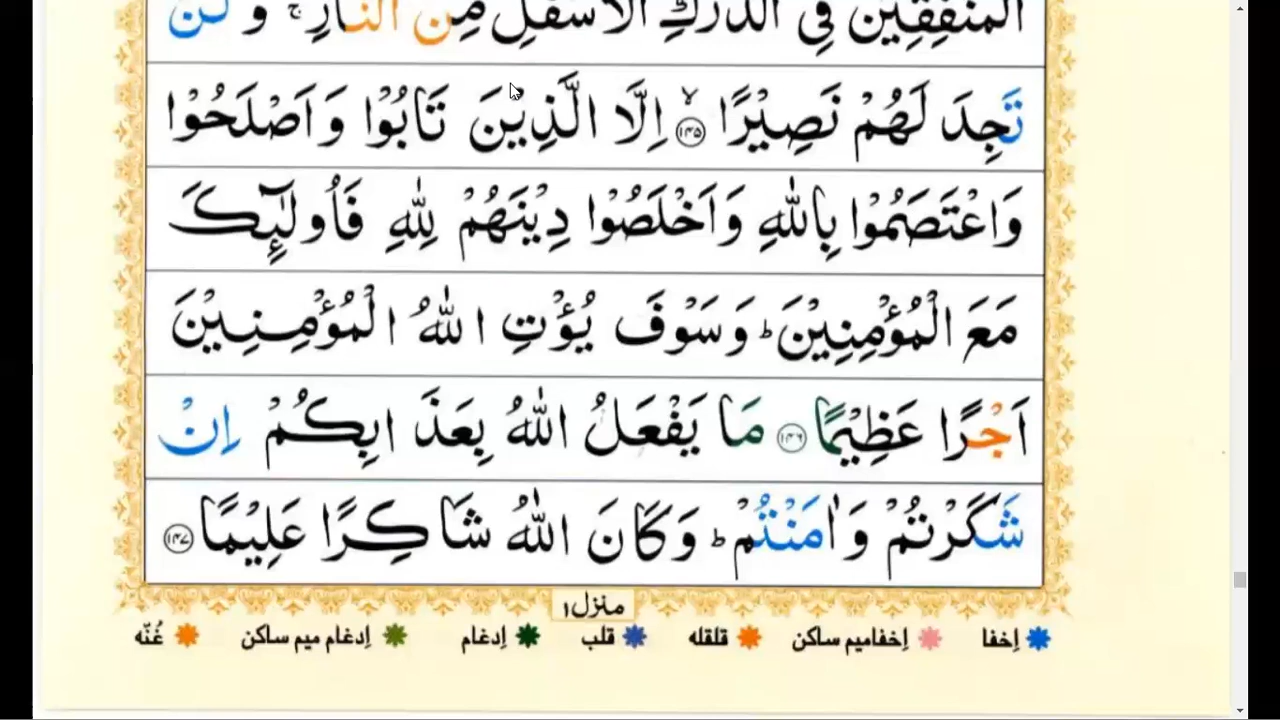 الْمُنٰفِقِيْنَ فِي الدَّرْكِ الْاَسْفَلِ مِنَ النَّارِ ۚ وَ لَنْ
تَجِدَ لَهُمْ نَصِيْرًا ۙ﴿۱۴۵﴾ اِلَّا الَّذِيْنَ تَابُوْا وَ اَصْلَحُوْا
وَ اعْتَصَمُوْا بِاللّٰهِ وَ اَخْلَصُوْا دِيْنَهُمْ لِلّٰهِ فَاُولٰٓئِكَ
مَعَ الْمُؤْمِنِيْنَ ؕ وَ سَوْفَ يُؤْتِ اللّٰهُ الْمُؤْمِنِيْنَ
اَجْرًا عَظِيْمًا ﴿۱۴۶﴾ مَا يَفْعَلُ اللّٰهُ بِعَذَابِكُمْ اِنْ
شَكَرْتُمْ وَ اٰمَنْتُمْ ؕ وَ كَانَ اللّٰهُ شَاكِرًا عَلِيْمًا ﴿۱۴۷﴾
منزل۱
اِخفا اِخفامیم ساکن قلقله قلب اِدغام اِدغام میم ساکن غُنّه